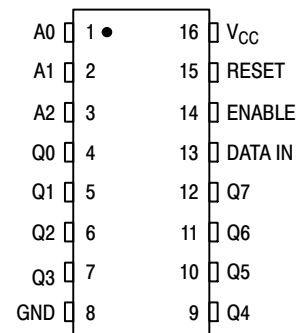 A0 1 16 VCC
A1 2 15 RESET
A2 3 14 ENABLE
Q0 4 13 DATA IN
Q1 5 12 Q7
Q2 6 11 Q6
Q3 7 10 Q5
GND 8 9 Q4